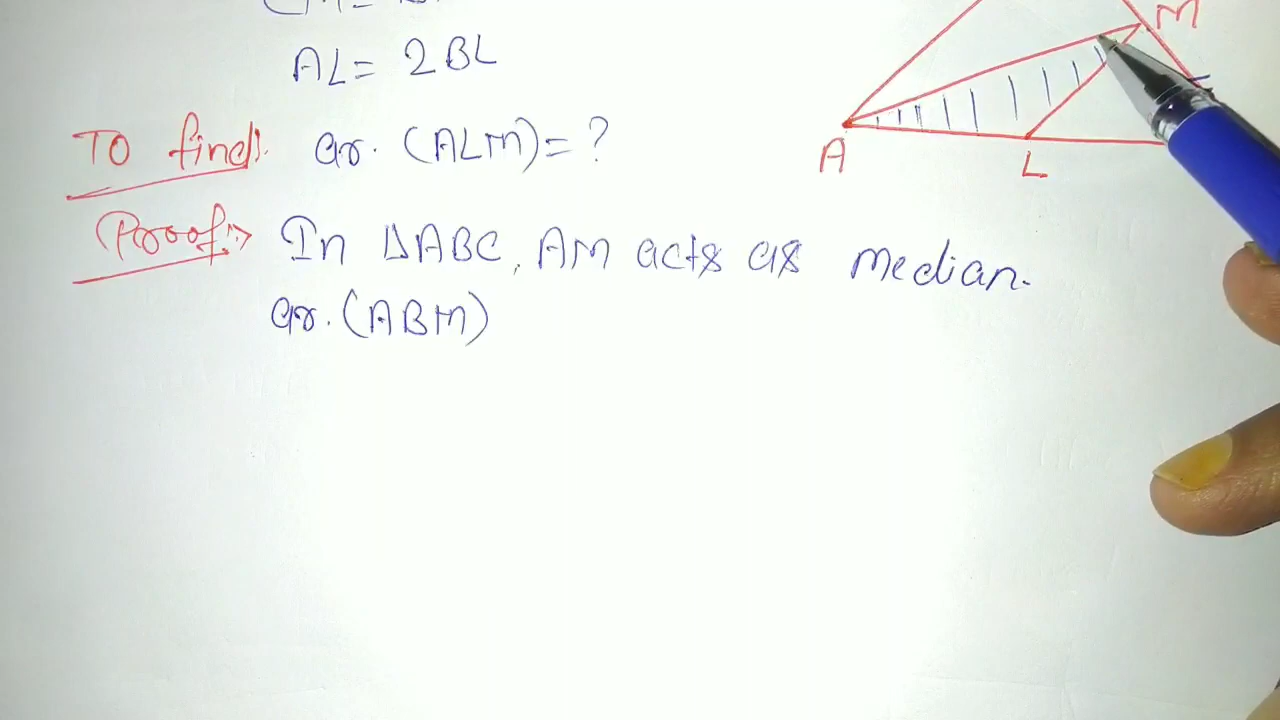 AL = 2BL
To find:
ar. (ALM) = ?
Proof:→ In ΔABC, AM acts as median.
ar. (ABM)
M
A
L